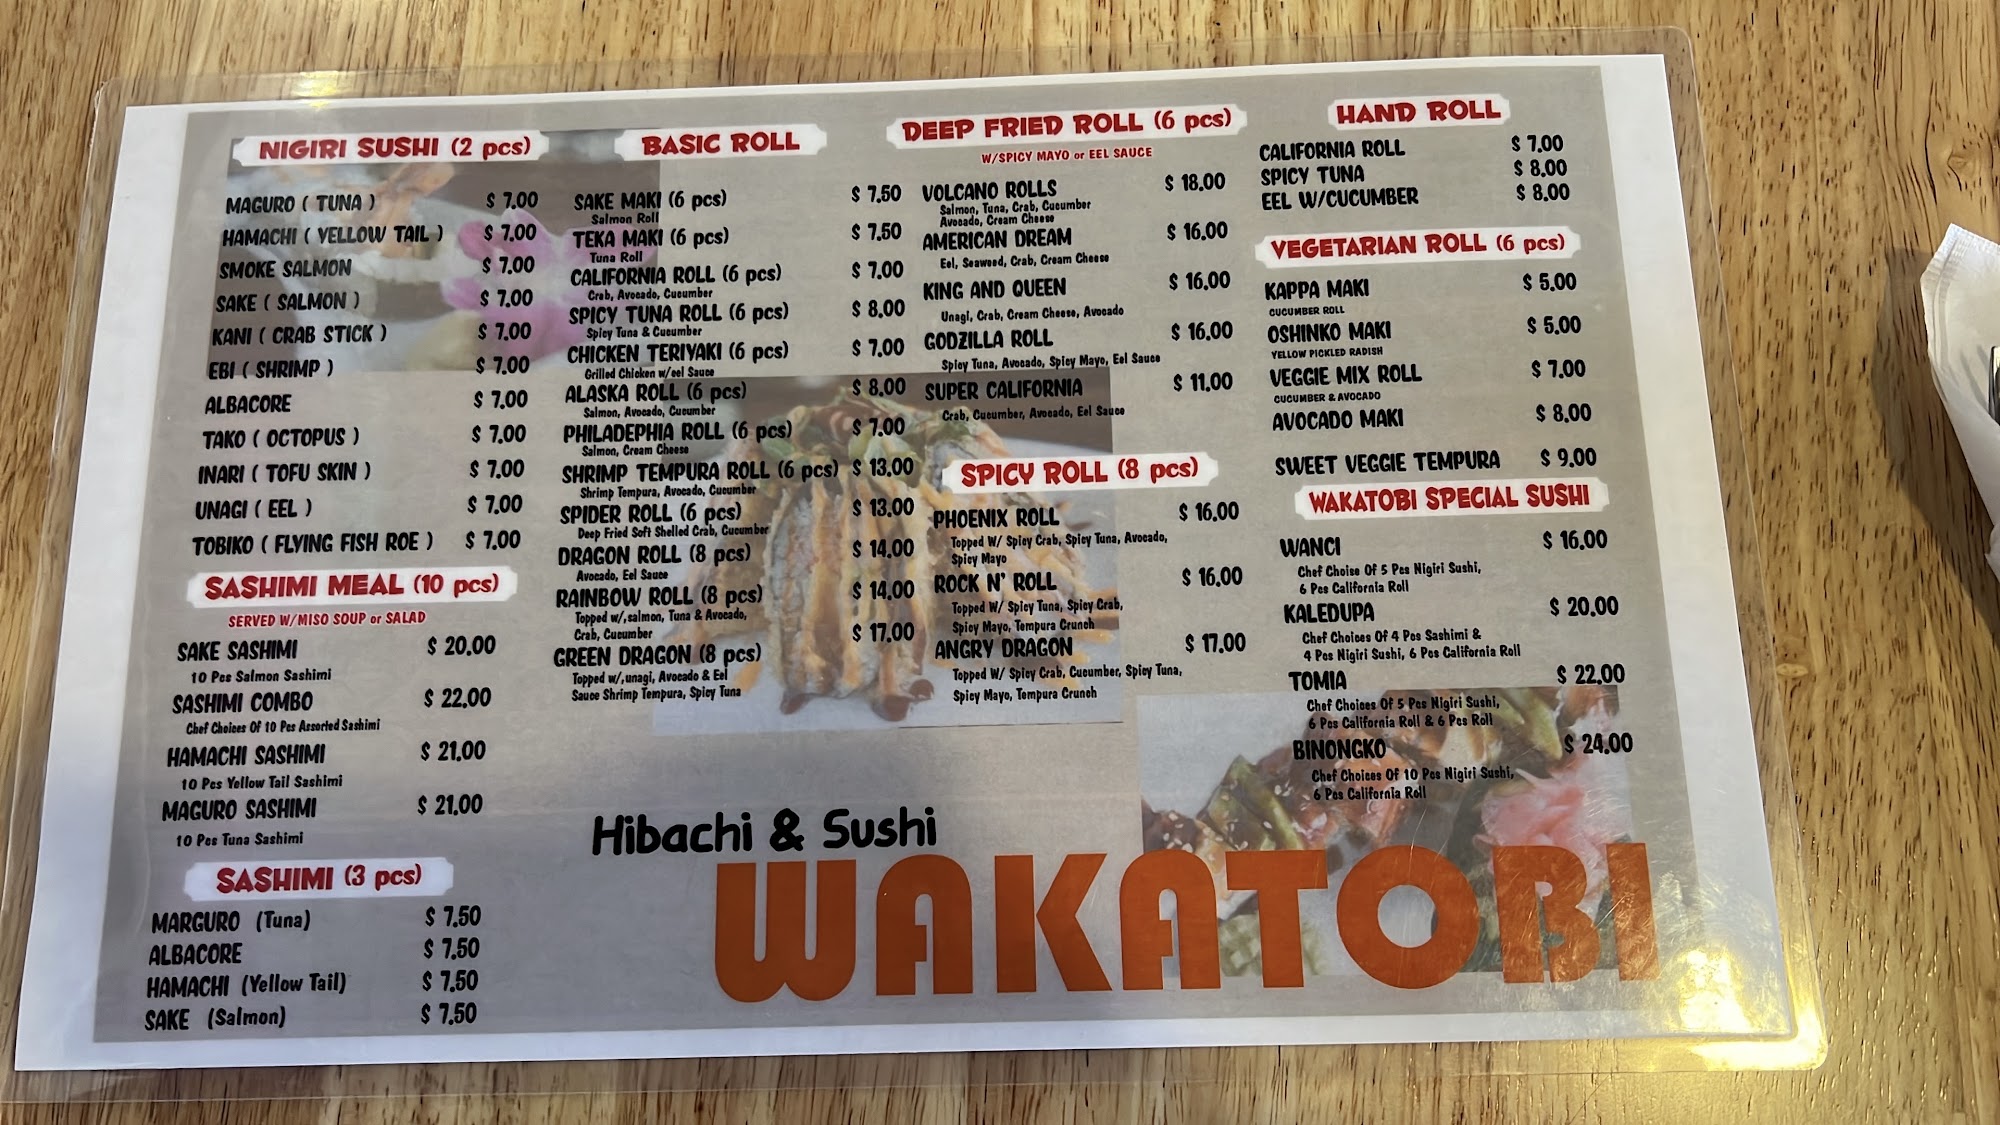 NIGIRI SUSHI (2 pcs)
MAGURO ( TUNA ) $ 7.00
HAMACHI ( YELLOW TAIL ) $ 7.00
SMOKE SALMON $ 7.00
SAKE ( SALMON ) $ 7.00
KANI ( CRAB STICK ) $ 7.00
EBI ( SHRIMP ) $ 7.00
ALBACORE $ 7.00
TAKO ( OCTOPUS ) $ 7.00
INARI ( TOFU SKIN ) $ 7.00
UNAGI ( EEL ) $ 7.00
TOBIKO ( FLYING FISH ROE ) $ 7.00
SASHIMI MEAL (10 pcs)
SERVED W/MISO SOUP or SALAD
SAKE SASHIMI $ 20.00
10 Pcs Salmon Sashimi
SASHIMI COMBO $ 22.00
Chef Choices Of 10 Pcs Assorted Sashimi
HAMACHI SASHIMI $ 21.00
10 Pcs Yellow Tail Sashimi
MAGURO SASHIMI $ 21.00
10 Pcs Tuna Sashimi
SASHIMI (3 pcs)
MARGURO (Tuna) $ 7.50
ALBACORE $ 7.50
HAMACHI (Yellow Tail) $ 7.50
SAKE (Salmon) $ 7.50
BASIC ROLL
SAKE MAKI (6 pcs) $ 7.50
Salmon Roll
TEKA MAKI (6 pcs) $ 7.50
Tuna Roll
CALIFORNIA ROLL (6 pcs) $ 7.00
Crab, Avocado, Cucumber
SPICY TUNA ROLL (6 pcs) $ 8.00
Spicy Tuna & Cucumber
CHICKEN TERIYAKI (6 pcs) $ 7.00
Grilled Chicken w/eel Sauce
ALASKA ROLL (6 pcs) $ 8.00
Salmon, Avocado, Cucumber
PHILADEPHIA ROLL (6 pcs) $ 7.00
Salmon, Cream Cheese
SHRIMP TEMPURA ROLL (6 pcs) $ 13.00
Shrimp Tempura, Avocado, Cucumber
SPIDER ROLL (6 pcs) $ 13.00
Deep Fried Soft Shelled Crab, Cucumber
DRAGON ROLL (8 pcs) $ 14.00
Avocado, Eel Sauce
RAINBOW ROLL (8 pcs) $ 14.00
Topped w/,salmon, Tuna & Avocado,
Crab, Cucumber
GREEN DRAGON (8 pcs) $ 17.00
Topped w/,unagi, Avocado & Eel
Sauce Shrimp Tempura, Spicy Tuna
DEEP FRIED ROLL (6 pcs)
W/SPICY MAYO or EEL SAUCE
VOLCANO ROLLS $ 18.00
Salmon, Tuna, Crab, Cucumber
Avocado, Cream Cheese
AMERICAN DREAM $ 16.00
Eel, Seaweed, Crab, Cream Cheese
KING AND QUEEN $ 16.00
Unagi, Crab, Cream Cheese, Avocado
GODZILLA ROLL $ 16.00
Spicy Tuna, Avocado, Spicy Mayo, Eel Sauce
SUPER CALIFORNIA $ 11.00
Crab, Cucumber, Avocado, Eel Sauce
SPICY ROLL (8 pcs)
PHOENIX ROLL $ 16.00
Topped W/ Spicy Crab, Spicy Tuna, Avocado,
Spicy Mayo
ROCK N' ROLL $ 16.00
Topped W/ Spicy Tuna, Spicy Crab,
Spicy Mayo, Tempura Crunch
ANGRY DRAGON $ 17.00
Topped W/ Spicy Crab, Cucumber, Spicy Tuna,
Spicy Mayo, Tempura Crunch
HAND ROLL
CALIFORNIA ROLL $ 7.00
SPICY TUNA $ 8.00
EEL W/CUCUMBER $ 8.00
VEGETARIAN ROLL (6 pcs)
KAPPA MAKI $ 5.00
CUCUMBER ROLL
OSHINKO MAKI $ 5.00
YELLOW PICKLED RADISH
VEGGIE MIX ROLL $ 7.00
CUCUMBER & AVOCADO
AVOCADO MAKI $ 8.00
SWEET VEGGIE TEMPURA $ 9.00
WAKATOBI SPECIAL SUSHI
WANCI $ 16.00
Chef Choise Of 5 Pcs Nigiri Sushi,
6 Pcs California Roll
KALEDUPA $ 20.00
Chef Choices Of 4 Pcs Sashimi &
4 Pcs Nigiri Sushi, 6 Pcs California Roll
TOMIA $ 22.00
Chef Choices Of 5 Pcs Nigiri Sushi,
6 Pcs California Roll & 6 Pcs Roll
BINONGKO $ 24.00
Chef Choices Of 10 Pcs Nigiri Sushi,
6 Pcs California Roll
Hibachi & Sushi
WAKATOBI